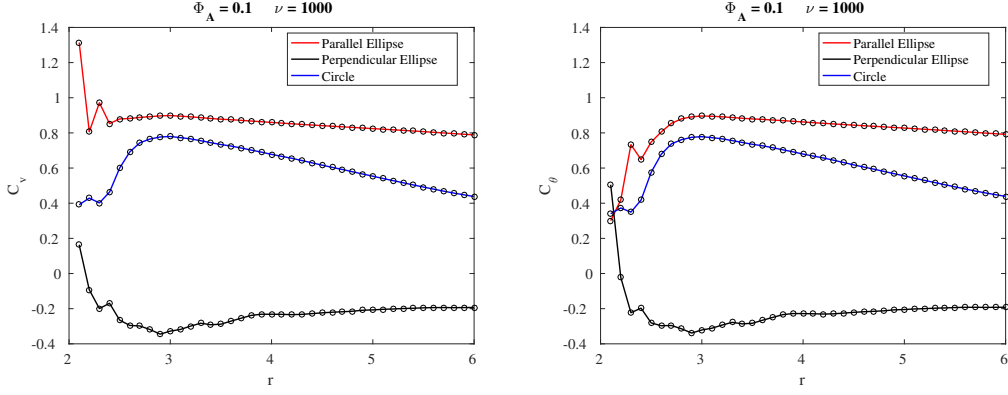 Φ_A = 0.1 ν = 1000
1.4
1.2
1
0.8
0.6
0.4
0.2
0
-0.2
-0.4
C_v
2
3
4
5
6
r
Parallel Ellipse
Perpendicular Ellipse
Circle
Φ_A = 0.1 ν = 1000
1.4
1.2
1
0.8
0.6
0.4
0.2
0
-0.2
-0.4
C_θ
2
3
4
5
6
r
Parallel Ellipse
Perpendicular Ellipse
Circle